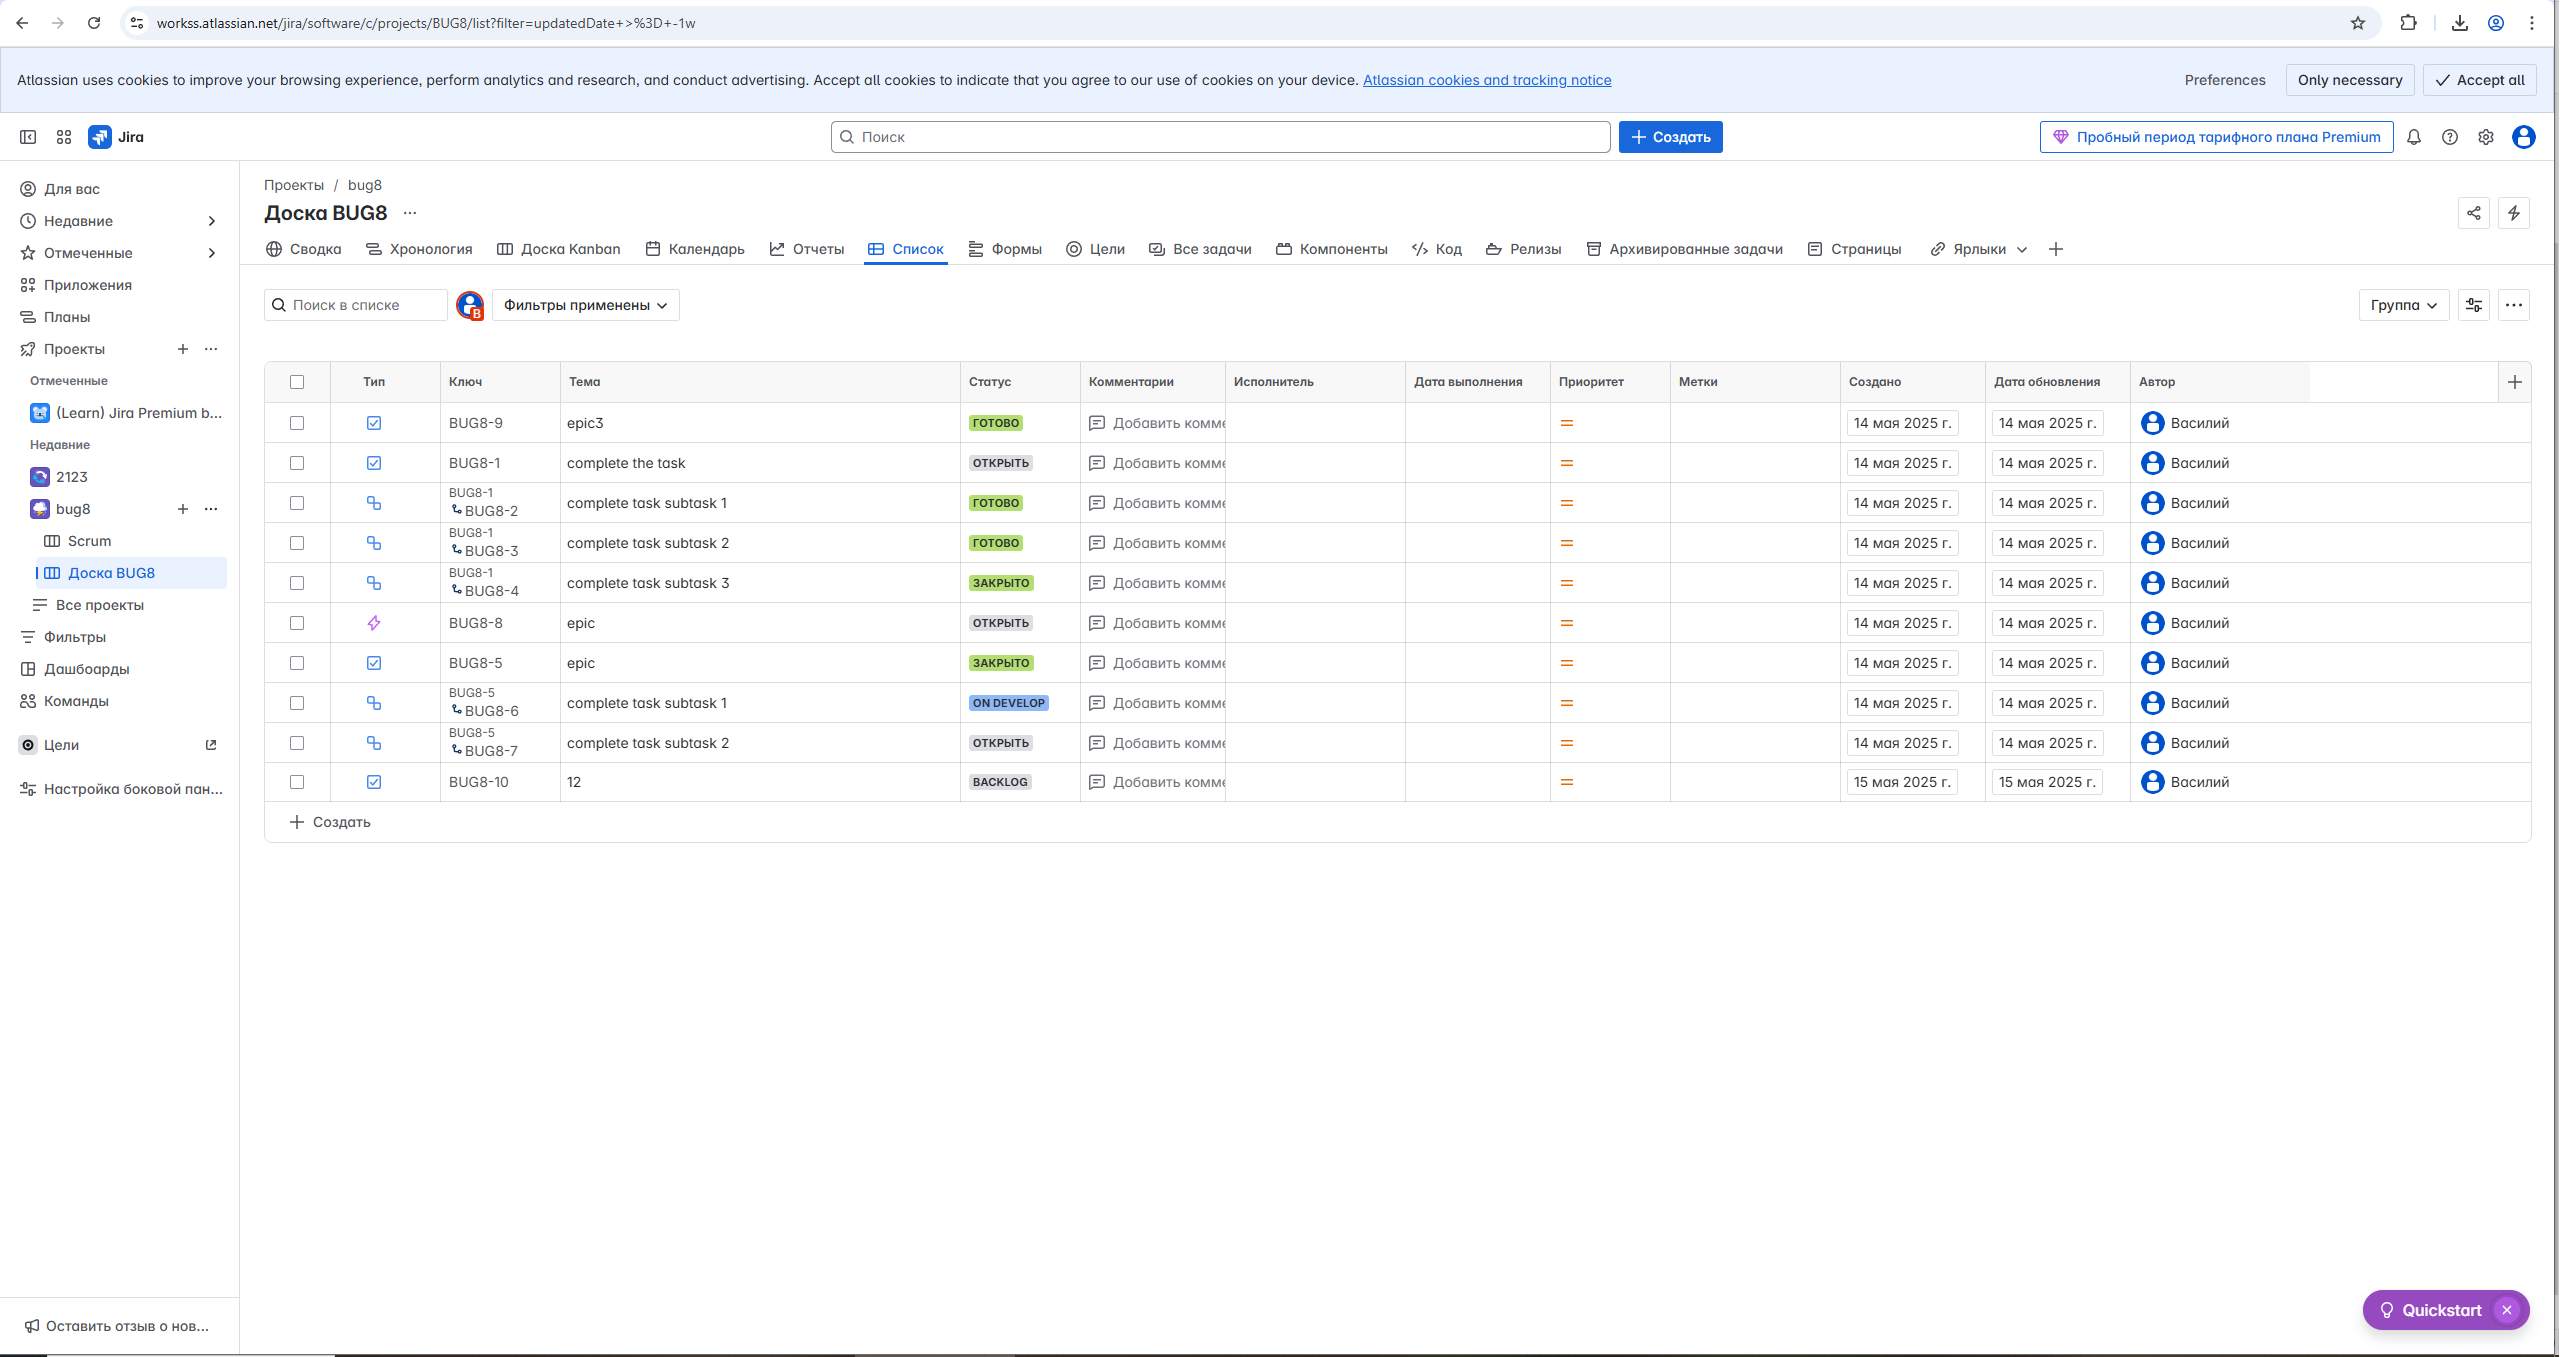 workss.atlassian.net/jira/software/c/projects/BUG8/list?filter=updatedDate+>%3D+-1w
Atlassian uses cookies to improve your browsing experience, perform analytics and research, and conduct advertising. Accept all cookies to indicate that you agree to our use of cookies on your device. Atlassian cookies and tracking notice
Preferences
Only necessary
Accept all
Jira
Поиск
Создать
Пробный период тарифного плана Premium
Для вас
Недавние
Отмеченные
Приложения
Планы
Проекты
Отмеченные
(Learn) Jira Premium b...
Недавние
2123
bug8
Scrum
Доска BUG8
Все проекты
Фильтры
Дашбоарды
Команды
Цели
Настройка боковой пан...
Оставить отзыв о нов...
Проекты / bug8
Доска BUG8
Сводка Хронология Доска Kanban Календарь Отчеты Список Формы Цели Все задачи Компоненты Код Релизы Архивированные задачи Страницы Ярлыки
Поиск в списке
В
Фильтры применены
Группа
Тип Ключ Тема Статус Комментарии Исполнитель Дата выполнения Приоритет Метки Создано Дата обновления Автор
BUG8-9 epic3 ГОТОВО Добавить комме 14 мая 2025 г. 14 мая 2025 г. Василий
BUG8-1 complete the task ОТКРЫТЬ Добавить комме 14 мая 2025 г. 14 мая 2025 г. Василий
BUG8-1
BUG8-2 complete task subtask 1 ГОТОВО Добавить комме 14 мая 2025 г. 14 мая 2025 г. Василий
BUG8-1
BUG8-3 complete task subtask 2 ГОТОВО Добавить комме 14 мая 2025 г. 14 мая 2025 г. Василий
BUG8-1
BUG8-4 complete task subtask 3 ЗАКРЫТО Добавить комме 14 мая 2025 г. 14 мая 2025 г. Василий
BUG8-8 epic ОТКРЫТЬ Добавить комме 14 мая 2025 г. 14 мая 2025 г. Василий
BUG8-5 epic ЗАКРЫТО Добавить комме 14 мая 2025 г. 14 мая 2025 г. Василий
BUG8-5
BUG8-6 complete task subtask 1 ON DEVELOP Добавить комме 14 мая 2025 г. 14 мая 2025 г. Василий
BUG8-5
BUG8-7 complete task subtask 2 ОТКРЫТЬ Добавить комме 14 мая 2025 г. 14 мая 2025 г. Василий
BUG8-10 12 BACKLOG Добавить комме 15 мая 2025 г. 15 мая 2025 г. Василий
Создать
Quickstart